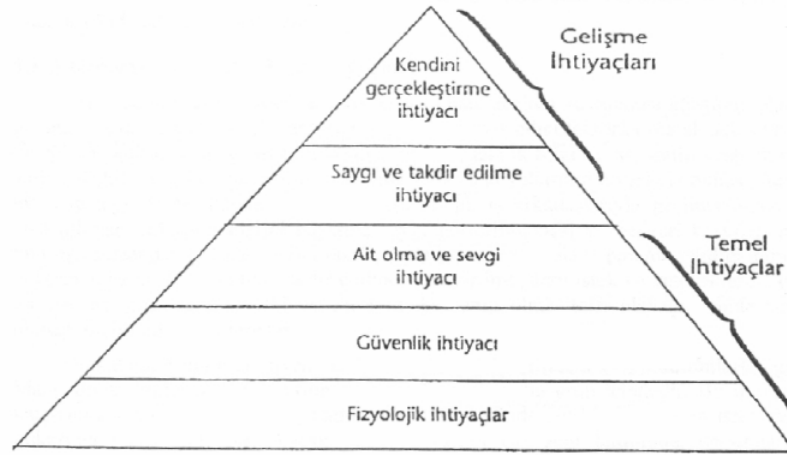 Gelişme
İhtiyaçları
Kendini
gerçekleştirme
ihtiyacı
Saygı ve takdir edilme
ihtiyacı
Ait olma ve sevgi
ihtiyacı
Temel
İhtiyaçlar
Güvenlik ihtiyacı
Fizyolojik ihtiyaçlar